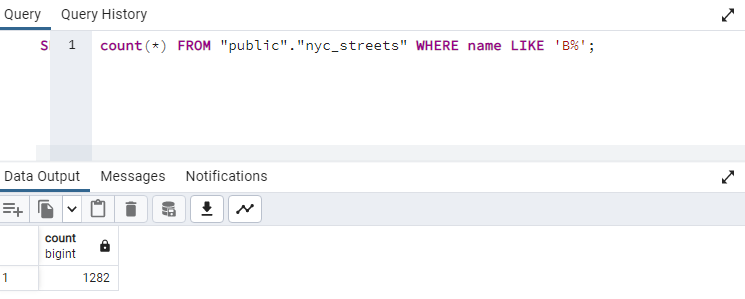 Query Query History
S 1 count(*) FROM "public"."nyc_streets" WHERE name LIKE 'B%';
Data Output Messages Notifications
count
bigint
1 1282